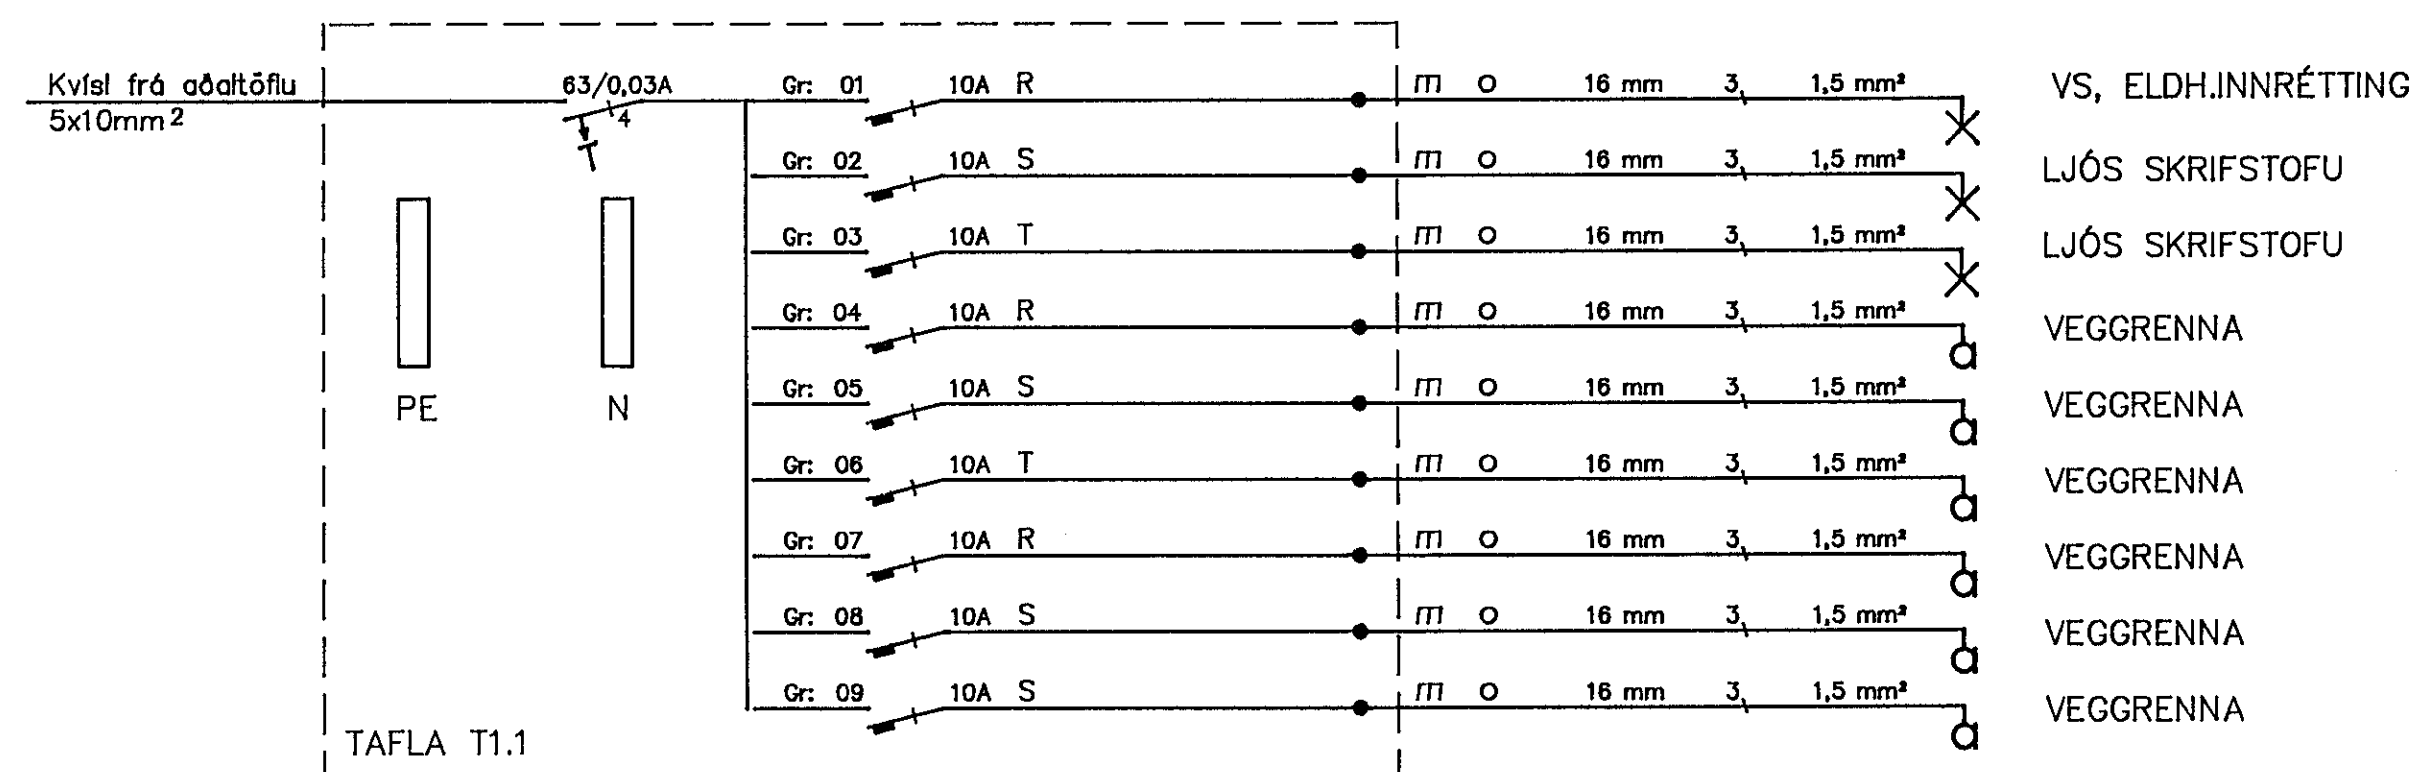 Kvísl frá aðaltöflu
5x10mm²
63/0,03A
4
Gr: 01 10A R m o 16 mm 3 1,5 mm² VS, ELDH.INNRÉTTING
Gr: 02 10A S m o 16 mm 3 1,5 mm² LJÓS SKRIFSTOFU
Gr: 03 10A T m o 16 mm 3 1,5 mm² LJÓS SKRIFSTOFU
Gr: 04 10A R m o 16 mm 3 1,5 mm² VEGGRENNA
Gr: 05 10A S m o 16 mm 3 1,5 mm² VEGGRENNA
PE N
Gr: 06 10A T m o 16 mm 3 1,5 mm² VEGGRENNA
Gr: 07 10A R m o 16 mm 3 1,5 mm² VEGGRENNA
Gr: 08 10A S m o 16 mm 3 1,5 mm² VEGGRENNA
Gr: 09 10A S m o 16 mm 3 1,5 mm² VEGGRENNA
TAFLA T1.1